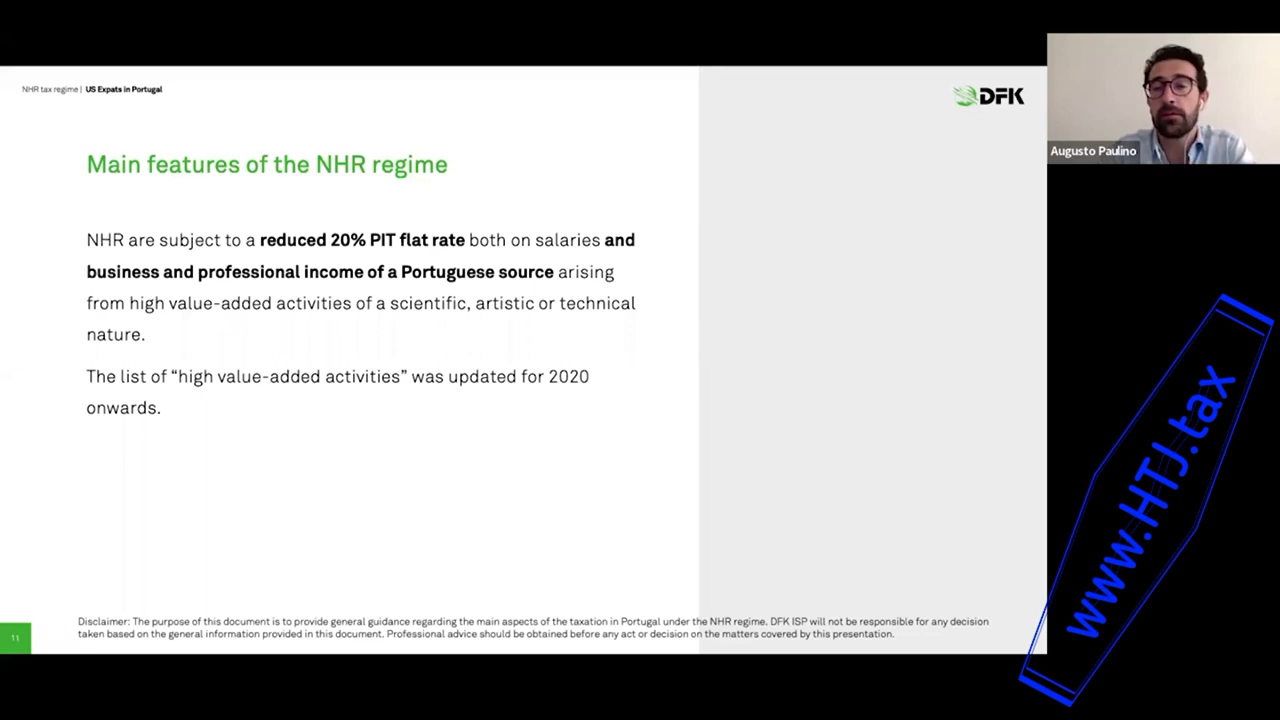 NHR tax regime | US Expats in Portugal
DFK
Main features of the NHR regime
NHR are subject to a reduced 20% PIT flat rate both on salaries and
business and professional income of a Portuguese source arising
from high value-added activities of a scientific, artistic or technical
nature.
The list of “high value-added activities” was updated for 2020
onwards.
Disclaimer: The purpose of this document is to provide general guidance regarding the main aspects of the taxation in Portugal under the NHR regime. DFK ISP will not be responsible for any decision
taken based on the general information provided in this document. Professional advice should be obtained before any act or decision on the matters covered by this presentation.
11
Augusto Paulino
www.HTJ.tax